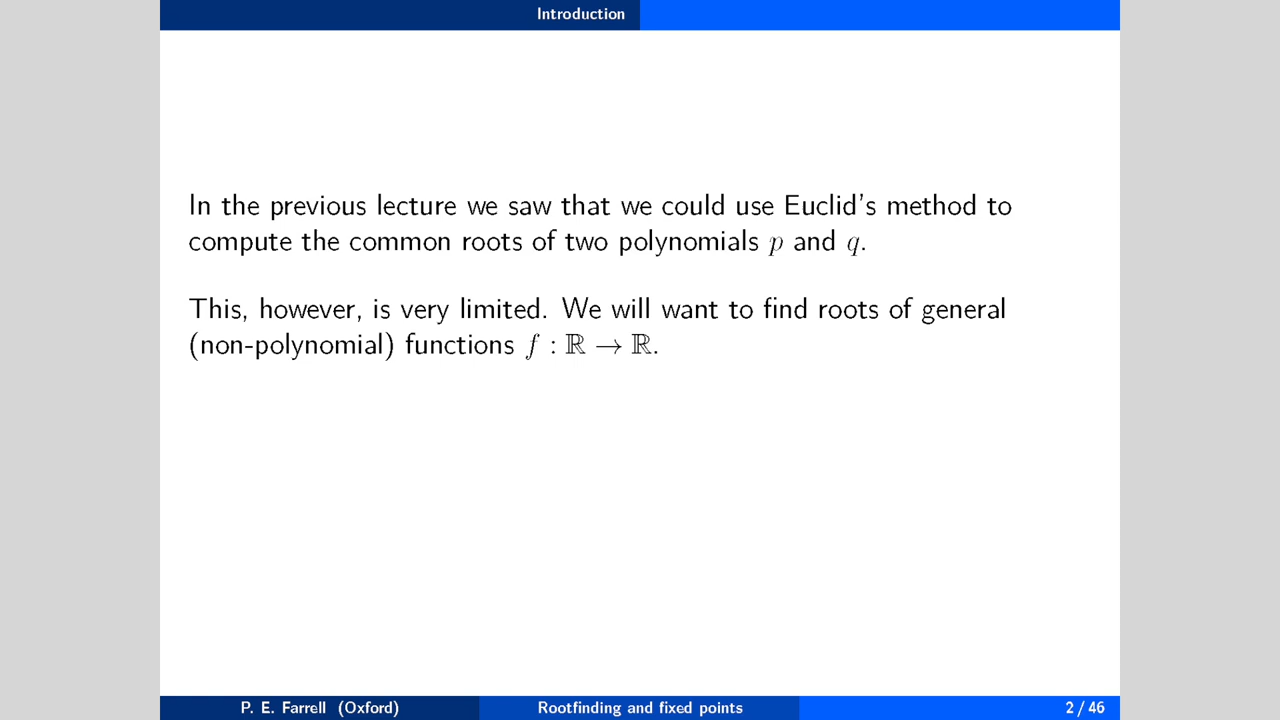 Introduction
In the previous lecture we saw that we could use Euclid's method to
compute the common roots of two polynomials p and q.
This, however, is very limited. We will want to find roots of general
(non-polynomial) functions f : ℝ → ℝ.
P. E. Farrell (Oxford) Rootfinding and fixed points 2 / 46